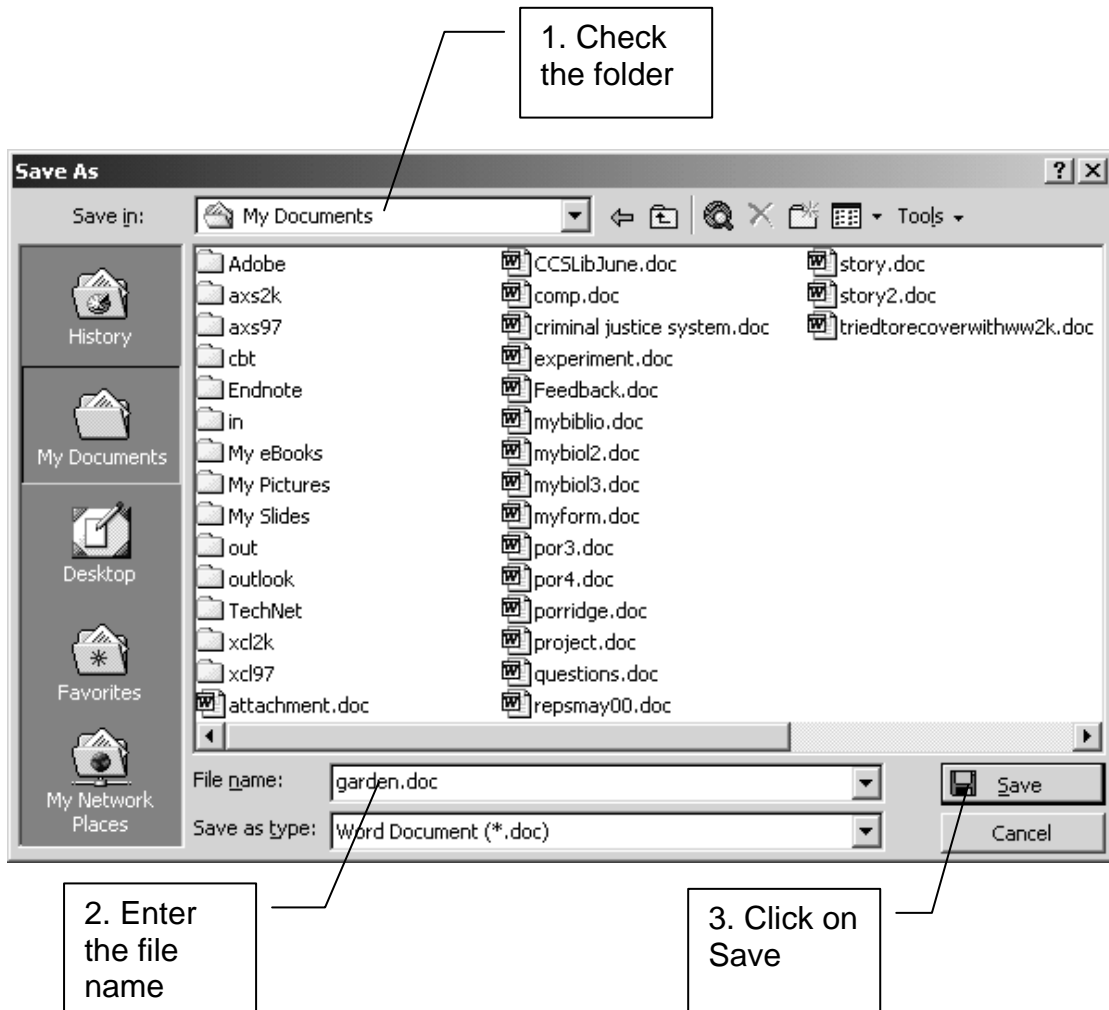 1. Check
the folder
Save As
Save in:
My Documents
Tools
History
My Documents
Desktop
Favorites
My Network
Places
Adobe
axs2k
axs97
cbt
Endnote
in
My eBooks
My Pictures
My Slides
out
outlook
TechNet
xcl2k
xcl97
attachment.doc
CCSLibJune.doc
comp.doc
criminal justice system.doc
experiment.doc
Feedback.doc
mybiblio.doc
mybiol2.doc
mybiol3.doc
myform.doc
por3.doc
por4.doc
porridge.doc
project.doc
questions.doc
repsmay00.doc
story.doc
story2.doc
triedtorecoverwithww2k.doc
File name:
garden.doc
Save
Save as type:
Word Document (*.doc)
Cancel
2. Enter
the file
name
3. Click on
Save